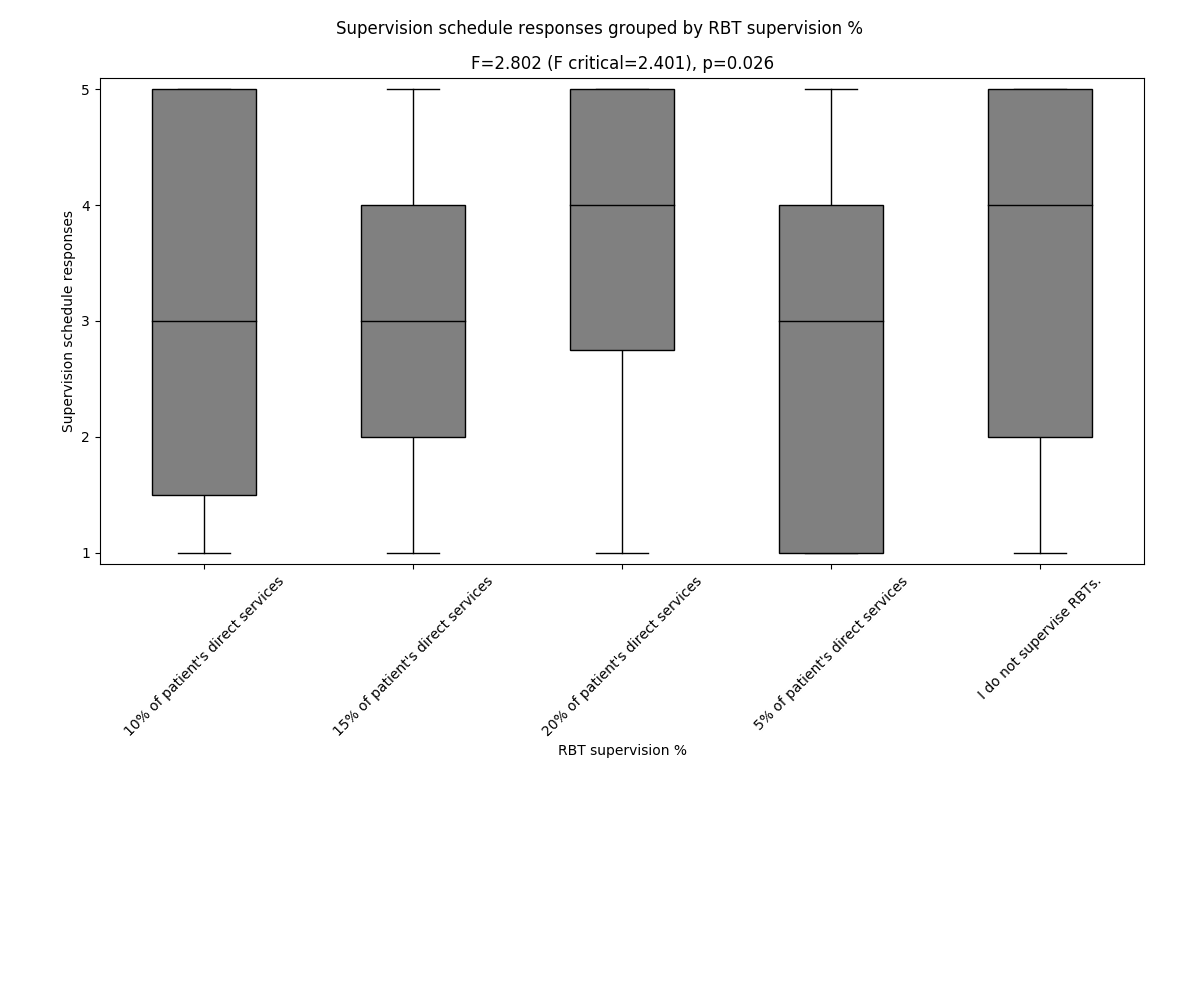 Supervision schedule responses grouped by RBT supervision %
F=2.802 (F critical=2.401), p=0.026
Supervision schedule responses
5
4
3
2
1
10% of patient's direct services
15% of patient's direct services
20% of patient's direct services
5% of patient's direct services
I do not supervise RBTs.
RBT supervision %